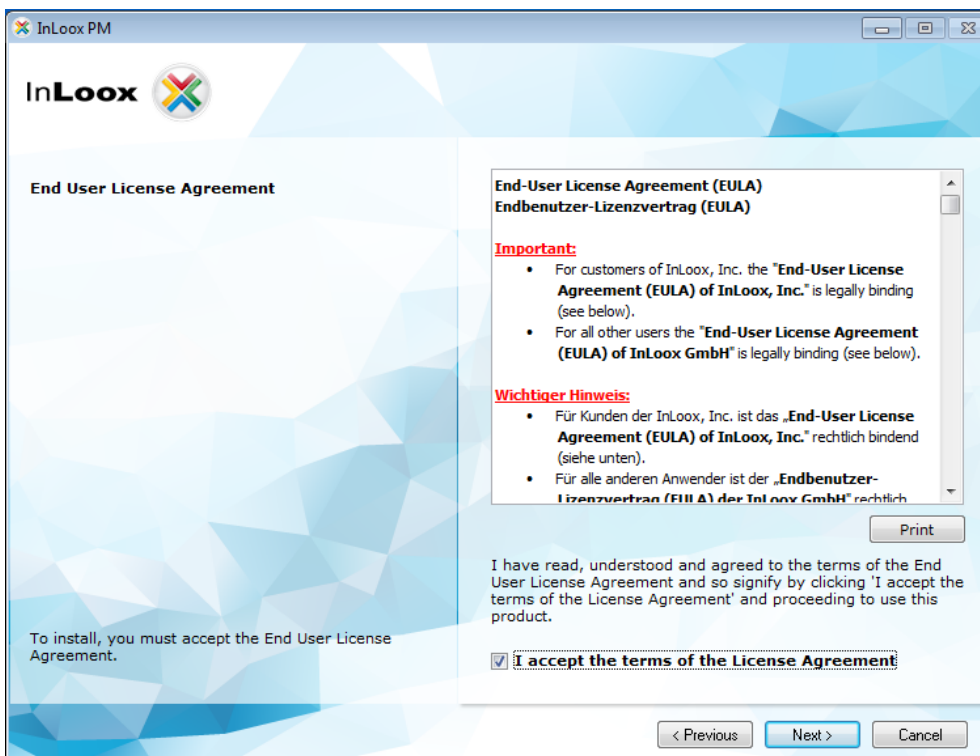 InLoox PM
InLoox
End User License Agreement
To install, you must accept the End User License
Agreement.
End-User License Agreement (EULA)
Endbenutzer-Lizenzvertrag (EULA)
Important:
• For customers of InLoox, Inc. the "End-User License
Agreement (EULA) of InLoox, Inc." is legally binding
(see below).
• For all other users the "End-User License Agreement
(EULA) of InLoox GmbH" is legally binding (see below).
Wichtiger Hinweis:
• Für Kunden der InLoox, Inc. ist das „End-User License
Agreement (EULA) of InLoox, Inc." rechtlich bindend
(siehe unten).
• Für alle anderen Anwender ist der „Endbenutzer-
Lizenzvertrag (EULA) der InLoox GmbH" rechtlich
Print
I have read, understood and agreed to the terms of the End
User License Agreement and so signify by clicking 'I accept the
terms of the License Agreement' and proceeding to use this
product.
I accept the terms of the License Agreement
< Previous
Next >
Cancel